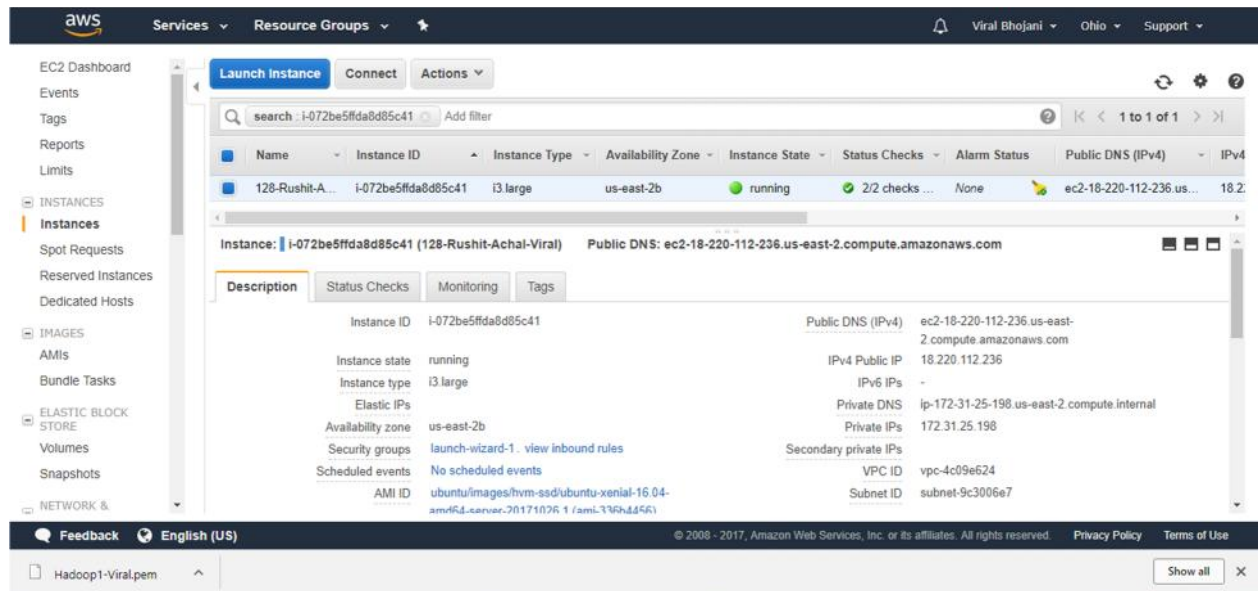 aws Services Resource Groups Viral Bhojani Ohio Support
EC2 Dashboard
Events
Tags
Reports
Limits
INSTANCES
Instances
Spot Requests
Reserved Instances
Dedicated Hosts
IMAGES
AMIs
Bundle Tasks
ELASTIC BLOCK
STORE
Volumes
Snapshots
NETWORK &
Launch Instance Connect Actions
search : i-072be5ffda8d85c41 Add filter 1 to 1 of 1
Name Instance ID Instance Type Availability Zone Instance State Status Checks Alarm Status Public DNS (IPv4) IPv4
128-Rushit-A... i-072be5ffda8d85c41 i3.large us-east-2b running 2/2 checks ... None ec2-18-220-112-236.us... 18.2
Instance: i-072be5ffda8d85c41 (128-Rushit-Achal-Viral) Public DNS: ec2-18-220-112-236.us-east-2.compute.amazonaws.com
Description Status Checks Monitoring Tags
Instance ID i-072be5ffda8d85c41
Instance state running
Instance type i3.large
Elastic IPs
Availability zone us-east-2b
Security groups launch-wizard-1. view inbound rules
Scheduled events No scheduled events
AMI ID ubuntu/images/hvm-ssd/ubuntu-xenial-16.04-
amd64-server-20171026.1 (ami-336b4456)
Public DNS (IPv4) ec2-18-220-112-236.us-east-
2.compute.amazonaws.com
IPv4 Public IP 18.220.112.236
IPv6 IPs -
Private DNS ip-172-31-25-198.us-east-2.compute.internal
Private IPs 172.31.25.198
Secondary private IPs
VPC ID vpc-4c09e624
Subnet ID subnet-9c3006e7
Feedback English (US) © 2008 - 2017, Amazon Web Services, Inc. or its affiliates. All rights reserved. Privacy Policy Terms of Use
Hadoop1-Viral.pem Show all